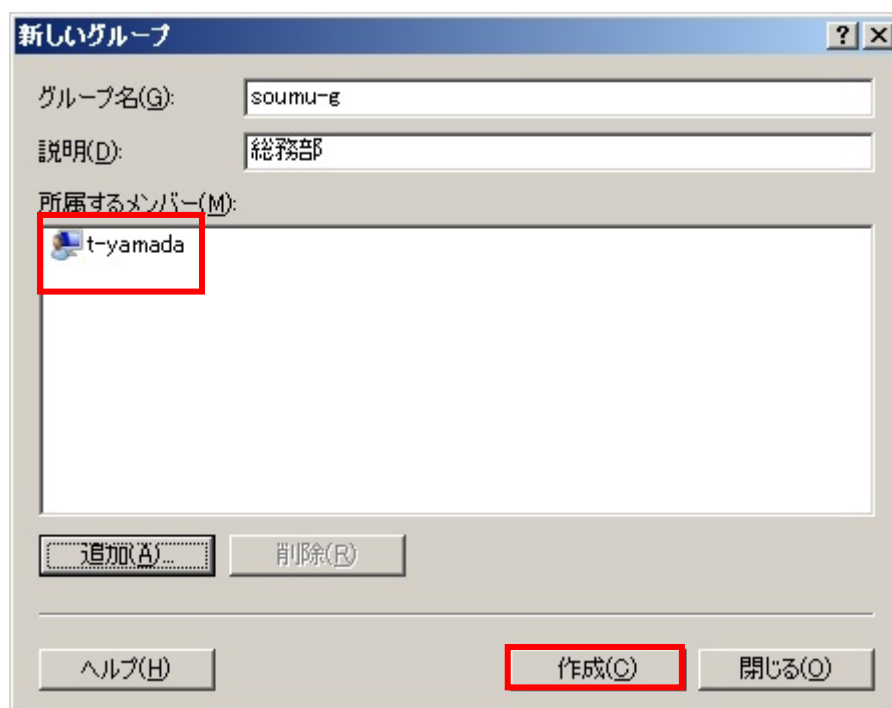 新しいグループ
グループ名(G): soumu-g
説明(D): 総務部
所属するメンバー(M):
t-yamada
追加(A)... 削除(R)
ヘルプ(H) 作成(C) 閉じる(O)